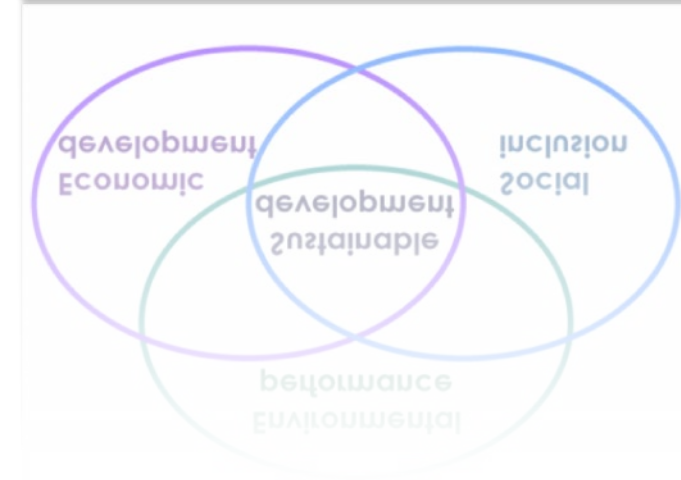 Economic
development
Social
inclusion
Sustainable
development
Environmental
performance